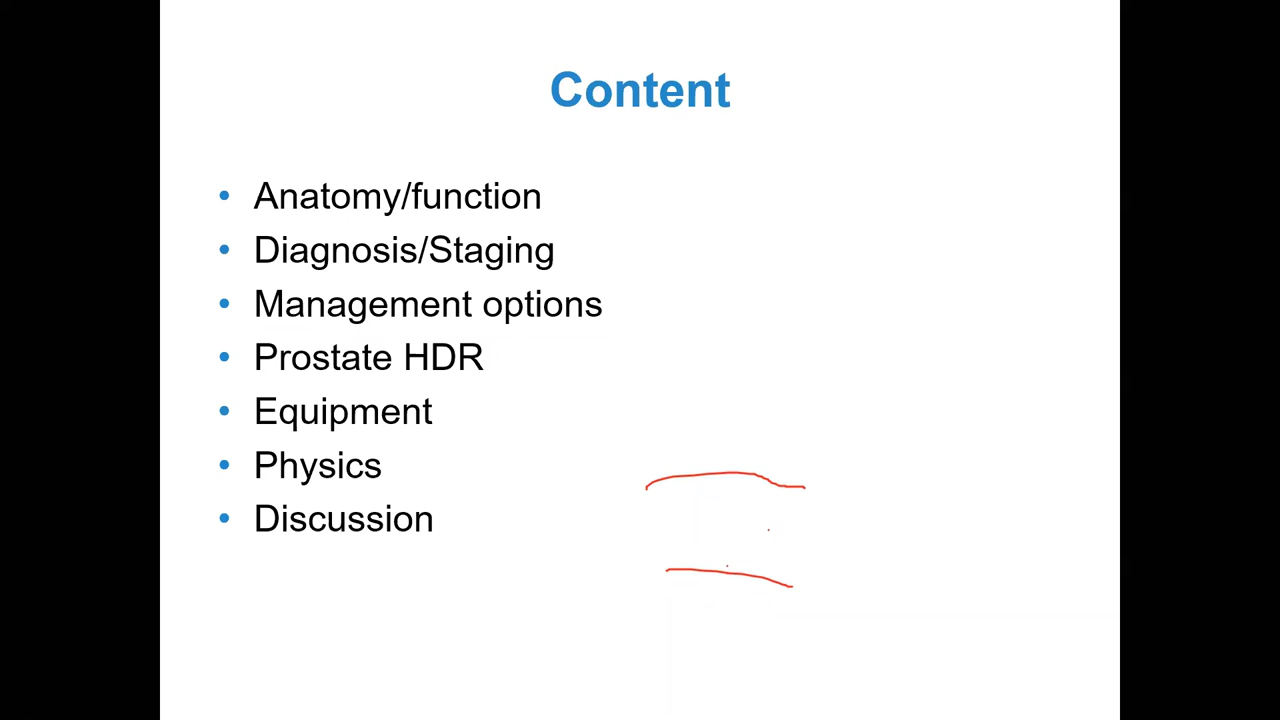 Content
• Anatomy/function
• Diagnosis/Staging
• Management options
• Prostate HDR
• Equipment
• Physics
• Discussion